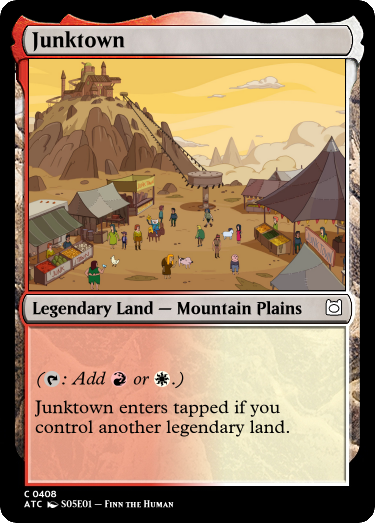 Junktown
Legendary Land — Mountain Plains
(: Add or .)
Junktown enters tapped if you
control another legendary land.
C 0408
ATC S05E01 – Finn the Human